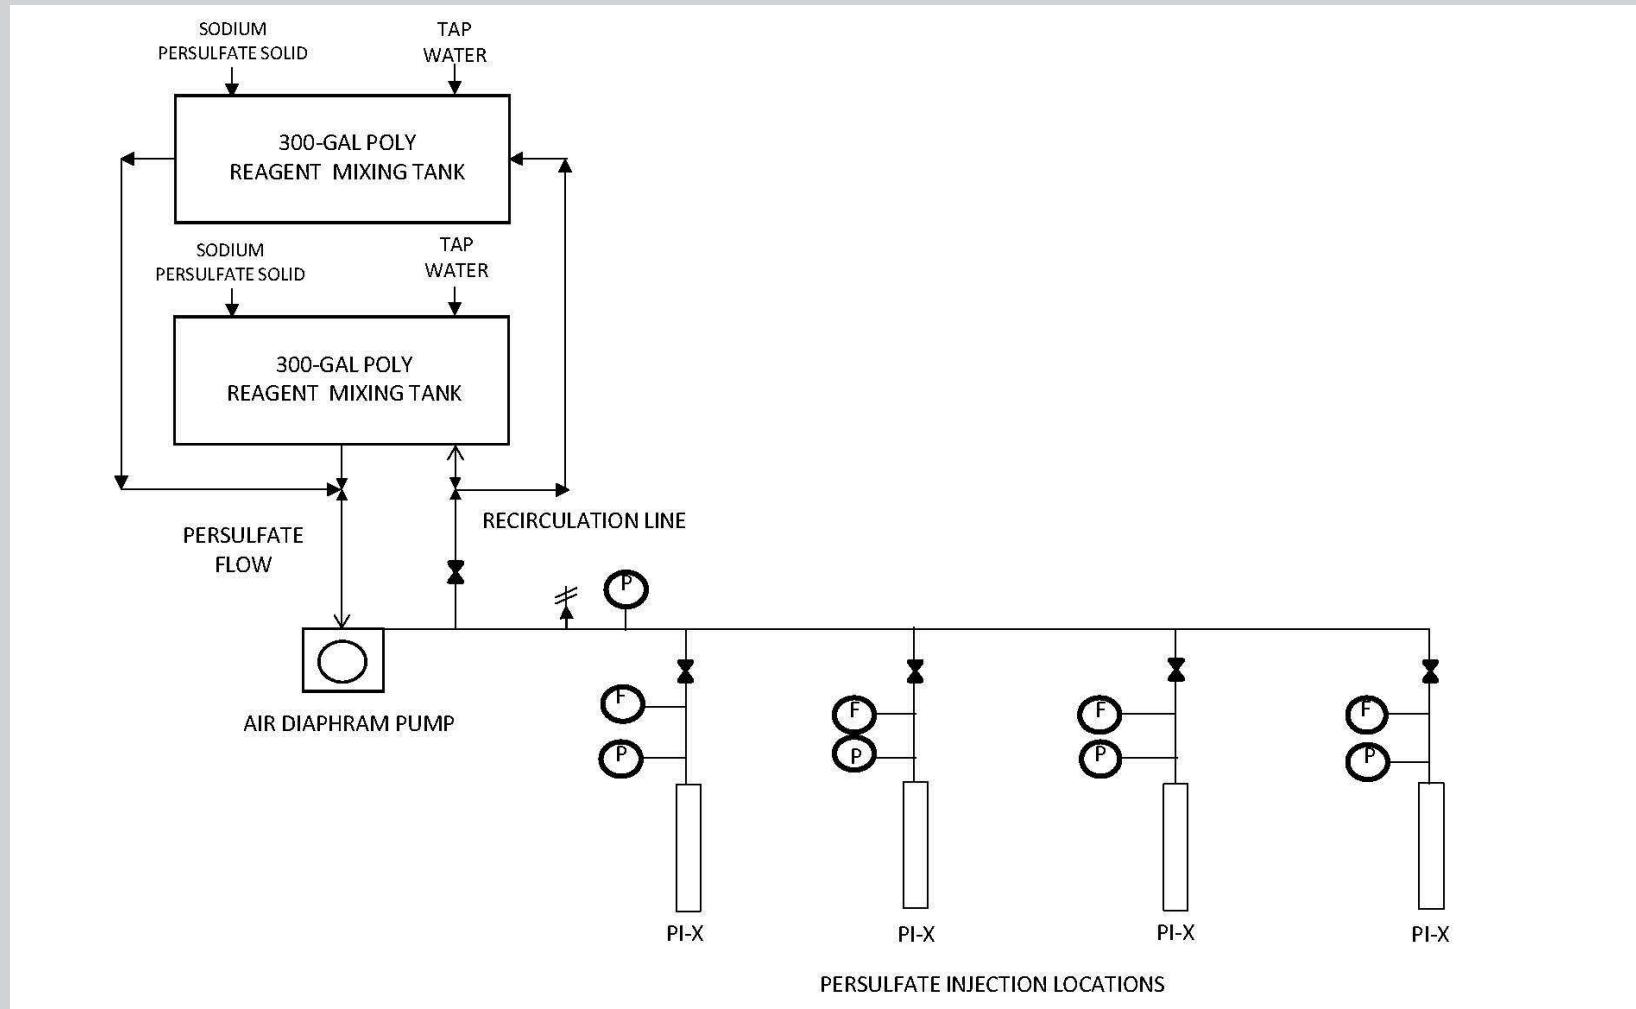 SODIUM
PERSULFATE SOLID
TAP
WATER
300-GAL POLY
REAGENT MIXING TANK
SODIUM
PERSULFATE SOLID
TAP
WATER
300-GAL POLY
REAGENT MIXING TANK
RECIRCULATION LINE
PERSULFATE
FLOW
P
AIR DIAPHRAM PUMP
F
P
F
P
F
P
F
P
PI-X
PI-X
PI-X
PI-X
PERSULFATE INJECTION LOCATIONS